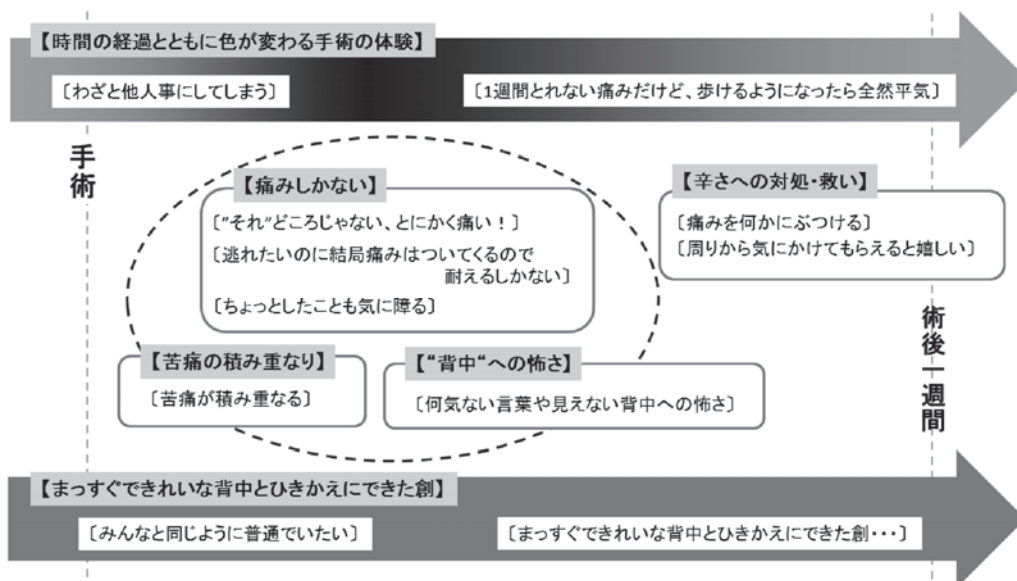 【時間の経過とともに色が変わる手術の体験】
〔わざと他人事にしてしまう〕
〔1週間とれない痛みだけど、歩けるようになったら全然平気〕
手術
【痛みしかない】
〔”それ”どころじゃない、とにかく痛い！〕
〔逃れたいのに結局痛みはついてくるので
耐えるしかない〕
〔ちょっとしたことも気に障る〕
【辛さへの対処・救い】
〔痛みを何かにぶつける〕
〔周りから気にかけてもらえると嬉しい〕
【苦痛の積み重なり】
〔苦痛が積み重なる〕
【“背中“への怖さ】
〔何気ない言葉や見えない背中への怖さ〕
術後一週間
【まっすぐできれいな背中とひきかえにできた創】
〔みんなと同じように普通でいたい〕
〔まっすぐできれいな背中とひきかえにできた創・・・〕